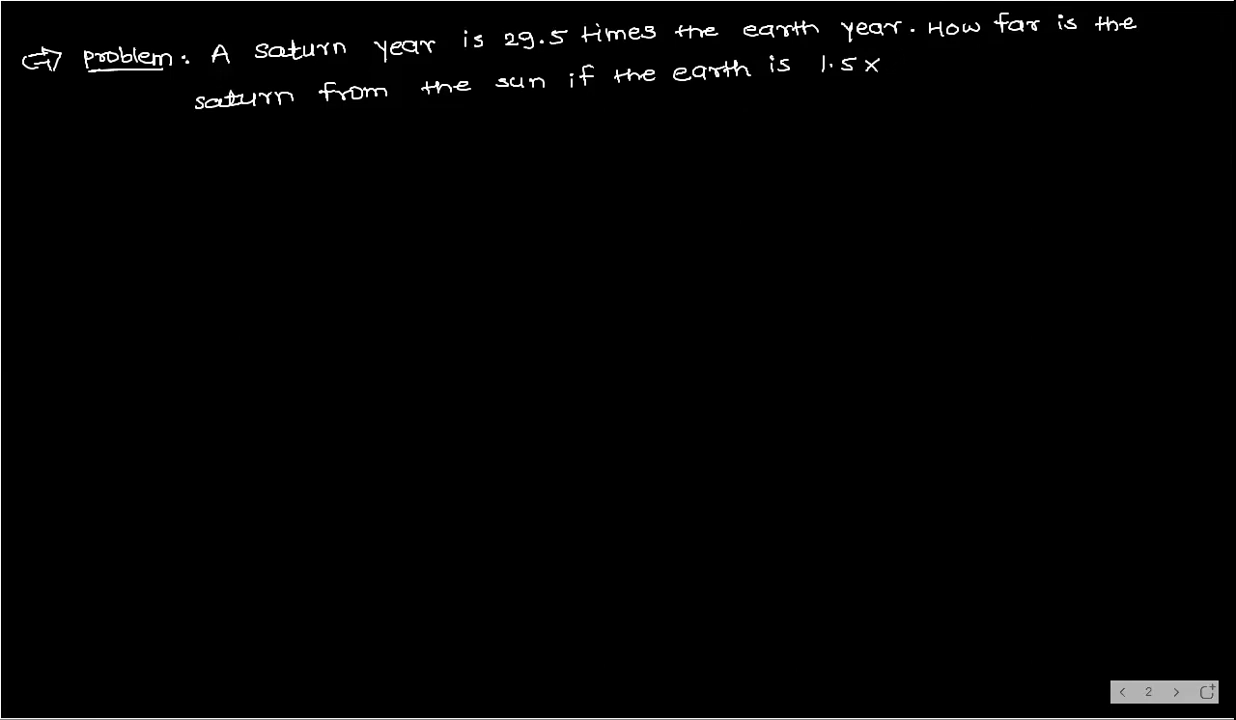 → problem: A saturn year is 29.5 times the earth year. How far is the
saturn from the sun if the earth is 1.5 x
2